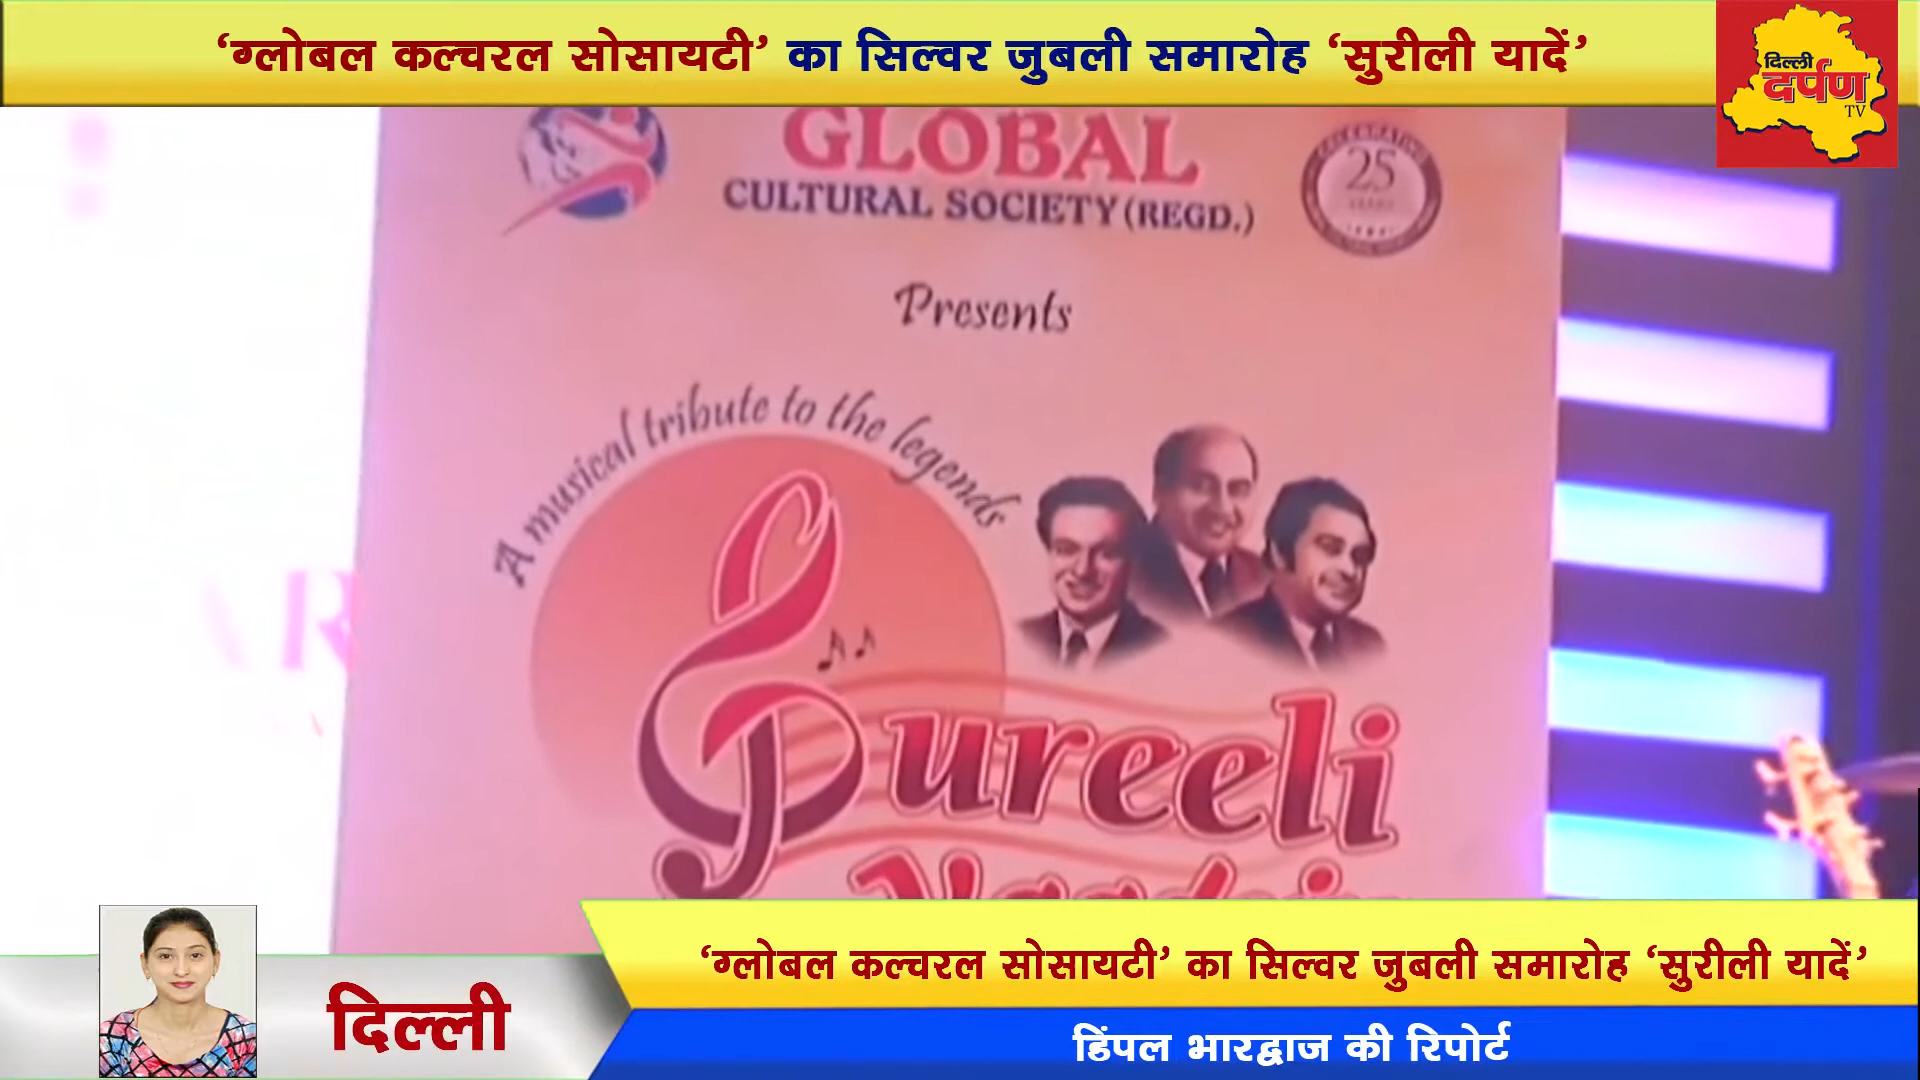 ‘ग्लोबल कल्चरल सोसायटी’ का सिल्वर जुबली समारोह ‘सुरीली यादें’
दिल्ली
दर्पण
TV
GLOBAL
CULTURAL SOCIETY (REGD.)
25
Presents
A musical tribute to the legends
Sureeli
‘ग्लोबल कल्चरल सोसायटी’ का सिल्वर जुबली समारोह ‘सुरीली यादें’
दिल्ली
डिंपल भारद्वाज की रिपोर्ट